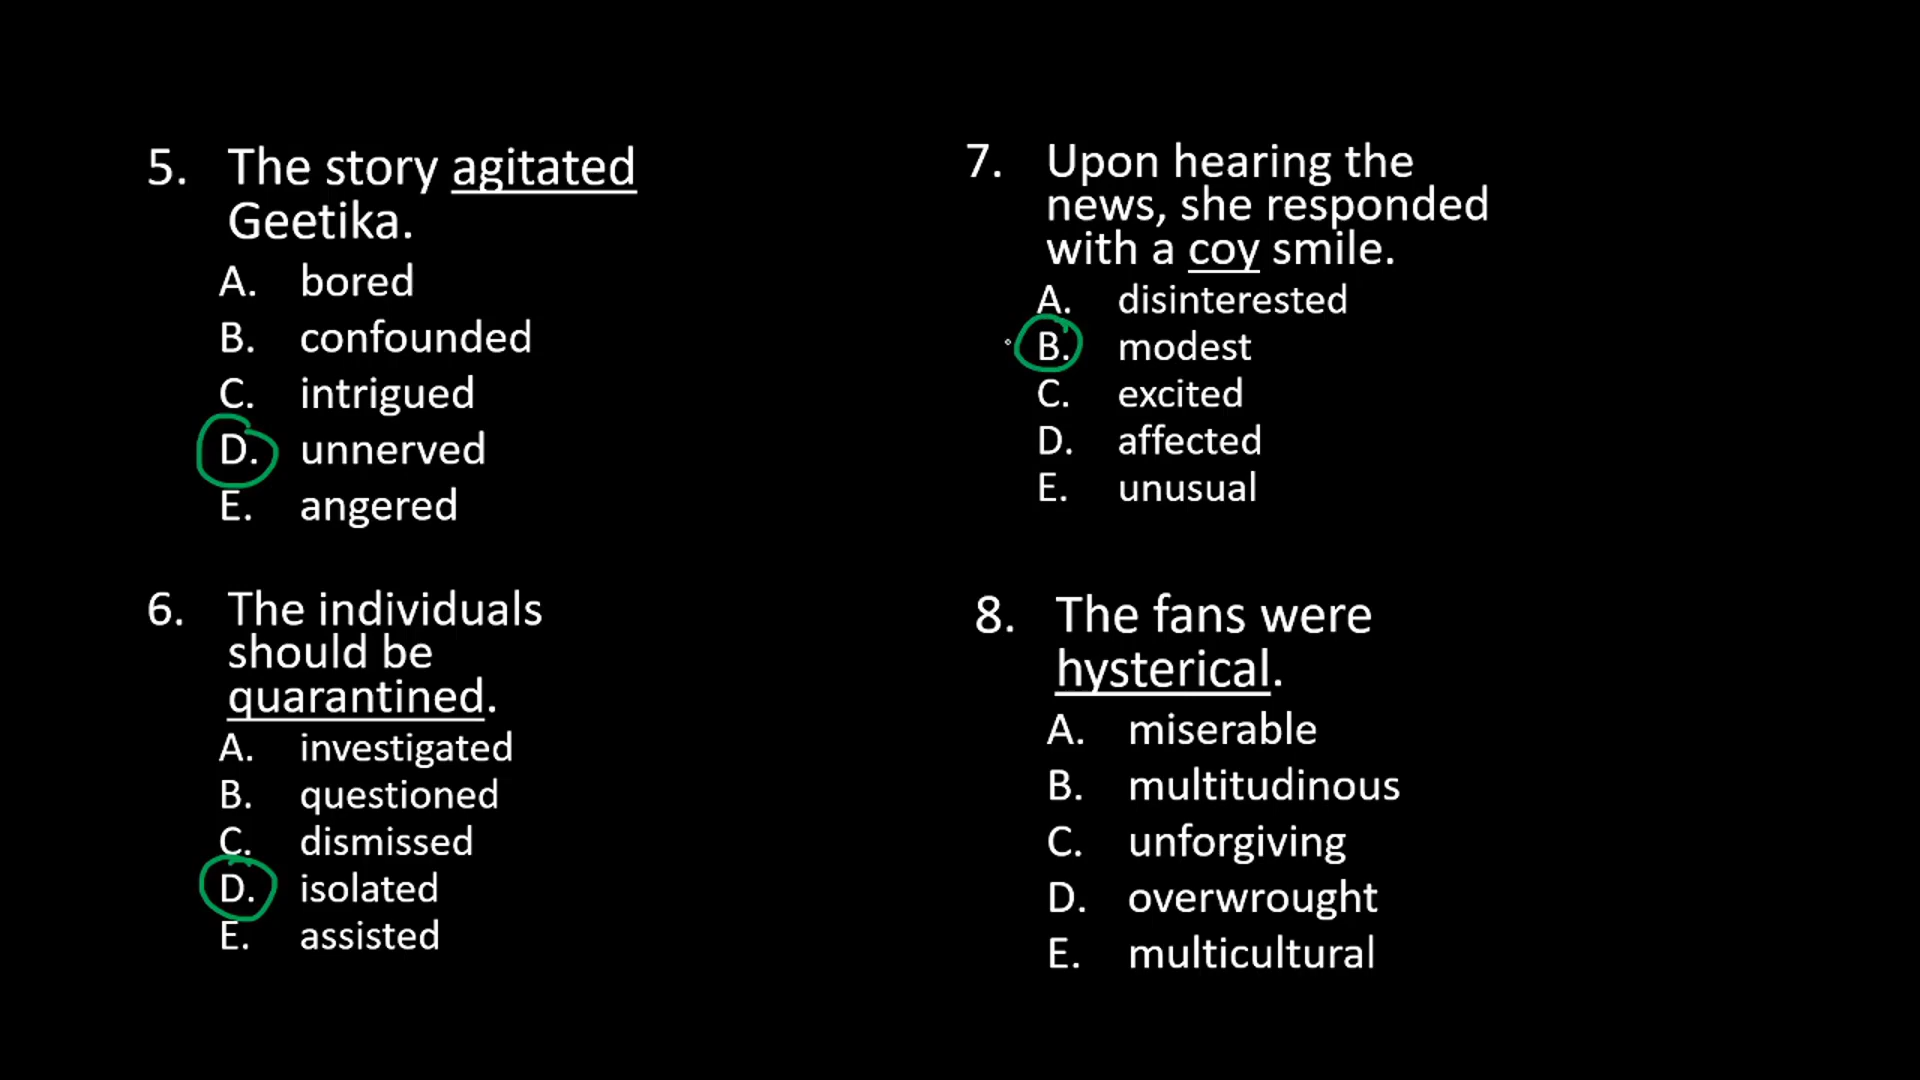 5. The story agitated
Geetika.
A. bored
B. confounded
C. intrigued
D. unnerved
E. angered
6. The individuals
should be
quarantined.
A. investigated
B. questioned
C. dismissed
D. isolated
E. assisted
7. Upon hearing the
news, she responded
with a coy smile.
A. disinterested
B. modest
C. excited
D. affected
E. unusual
8. The fans were
hysterical.
A. miserable
B. multitudinous
C. unforgiving
D. overwrought
E. multicultural